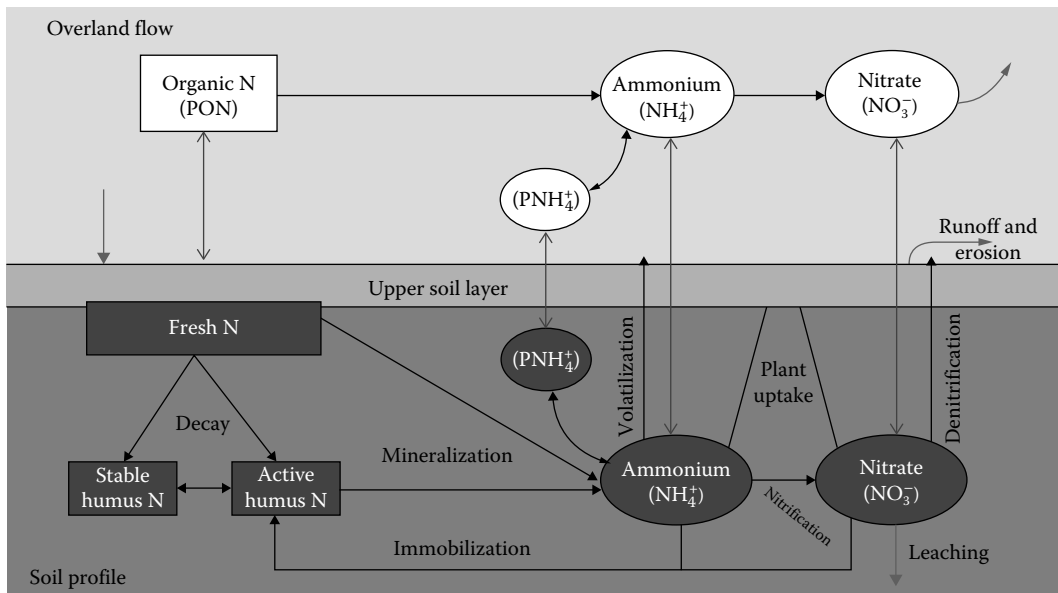 Overland flow
Organic N
(PON)
Ammonium
(NH₄⁺)
Nitrate
(NO₃⁻)
(PNH₄⁺)
Runoff and
erosion
Upper soil layer
Fresh N
(PNH₄⁺)
Volatilization
Plant
uptake
Denitrification
Decay
Stable
humus N
Active
humus N
Mineralization
Ammonium
(NH₄⁺)
Nitrification
Nitrate
(NO₃⁻)
Immobilization
Leaching
Soil profile